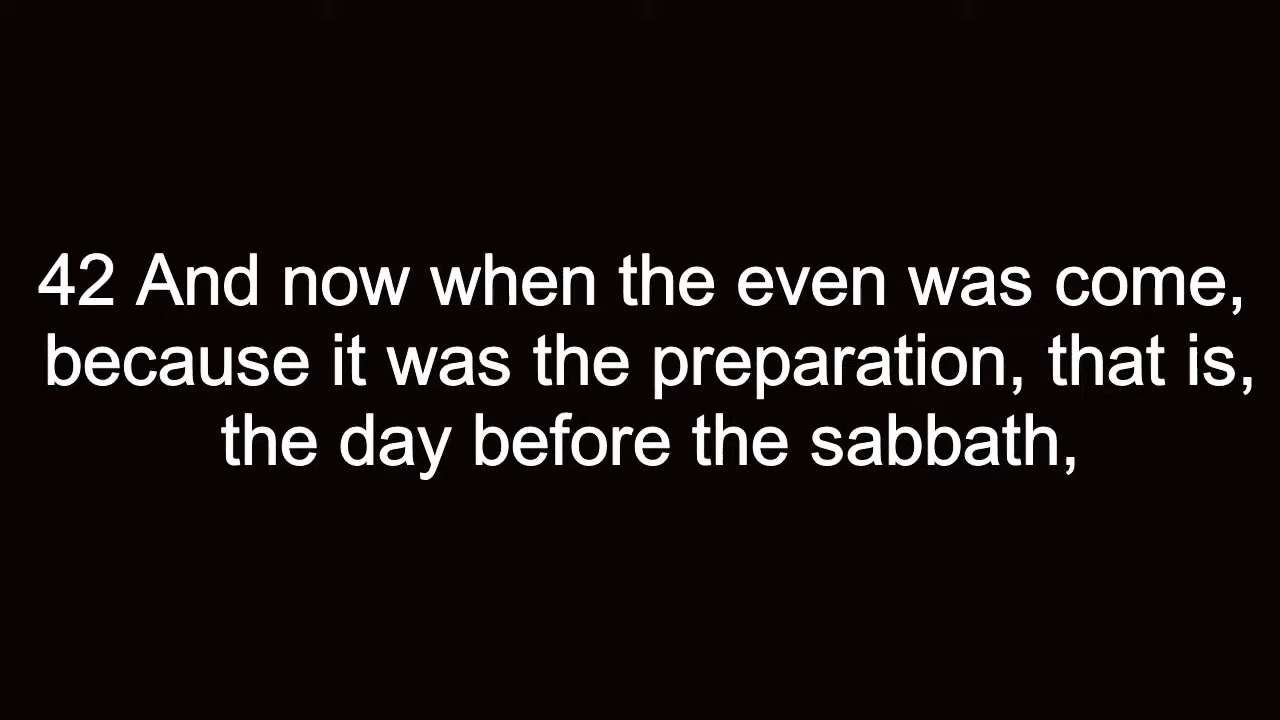 42 And now when the even was come,
because it was the preparation, that is,
the day before the sabbath,